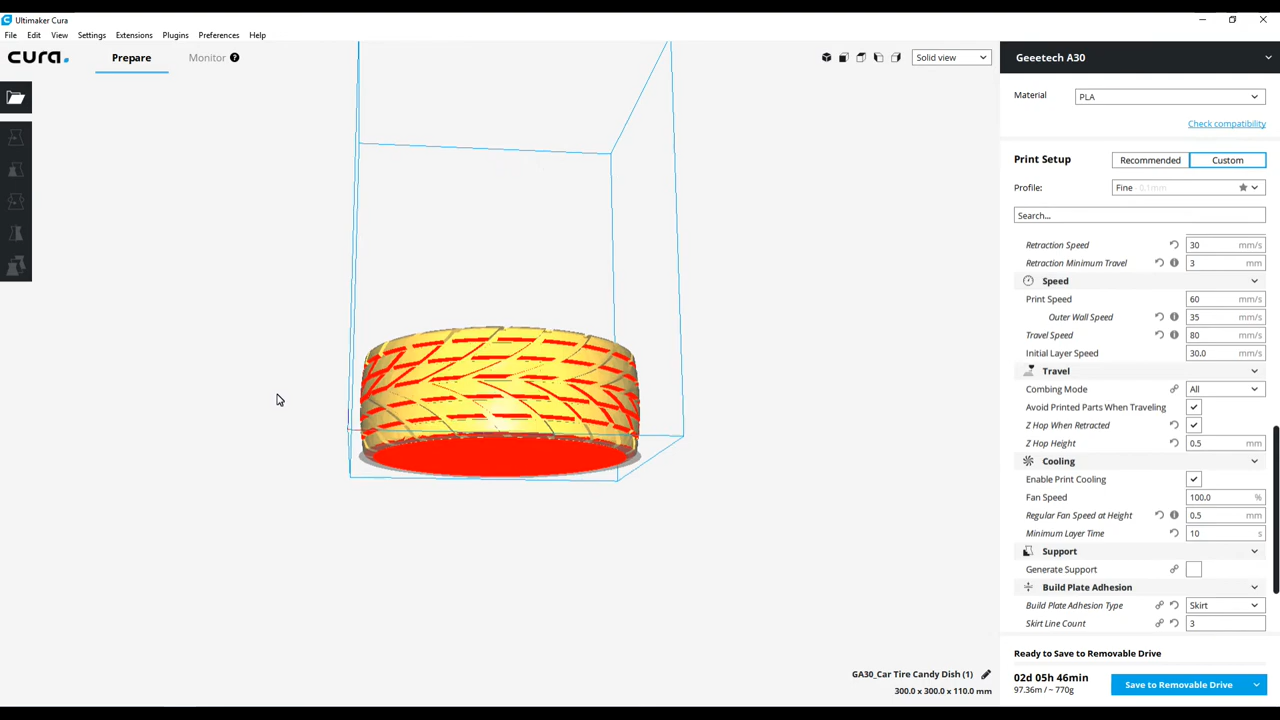 Ultimaker Cura
File Edit View Settings Extensions Plugins Preferences Help
cura. Prepare Monitor ? Solid view
Geeetech A30
Material PLA
Check compatibility
Print Setup Recommended Custom
Profile: Fine - 0.1mm
Search...
Retraction Speed 30 mm/s
Retraction Minimum Travel 3 mm
Speed
Print Speed 60 mm/s
Outer Wall Speed 35 mm/s
Travel Speed 80 mm/s
Initial Layer Speed 30.0 mm/s
Travel
Combing Mode All
Avoid Printed Parts When Traveling
Z Hop When Retracted
Z Hop Height 0.5 mm
Cooling
Enable Print Cooling
Fan Speed 100.0 %
Regular Fan Speed at Height 0.5 mm
Minimum Layer Time 10 s
Support
Generate Support
Build Plate Adhesion
Build Plate Adhesion Type Skirt
Skirt Line Count 3
Ready to Save to Removable Drive
GA30_Car Tire Candy Dish (1)
300.0 x 300.0 x 110.0 mm
02d 05h 46min
97.36m / ~ 770g
Save to Removable Drive